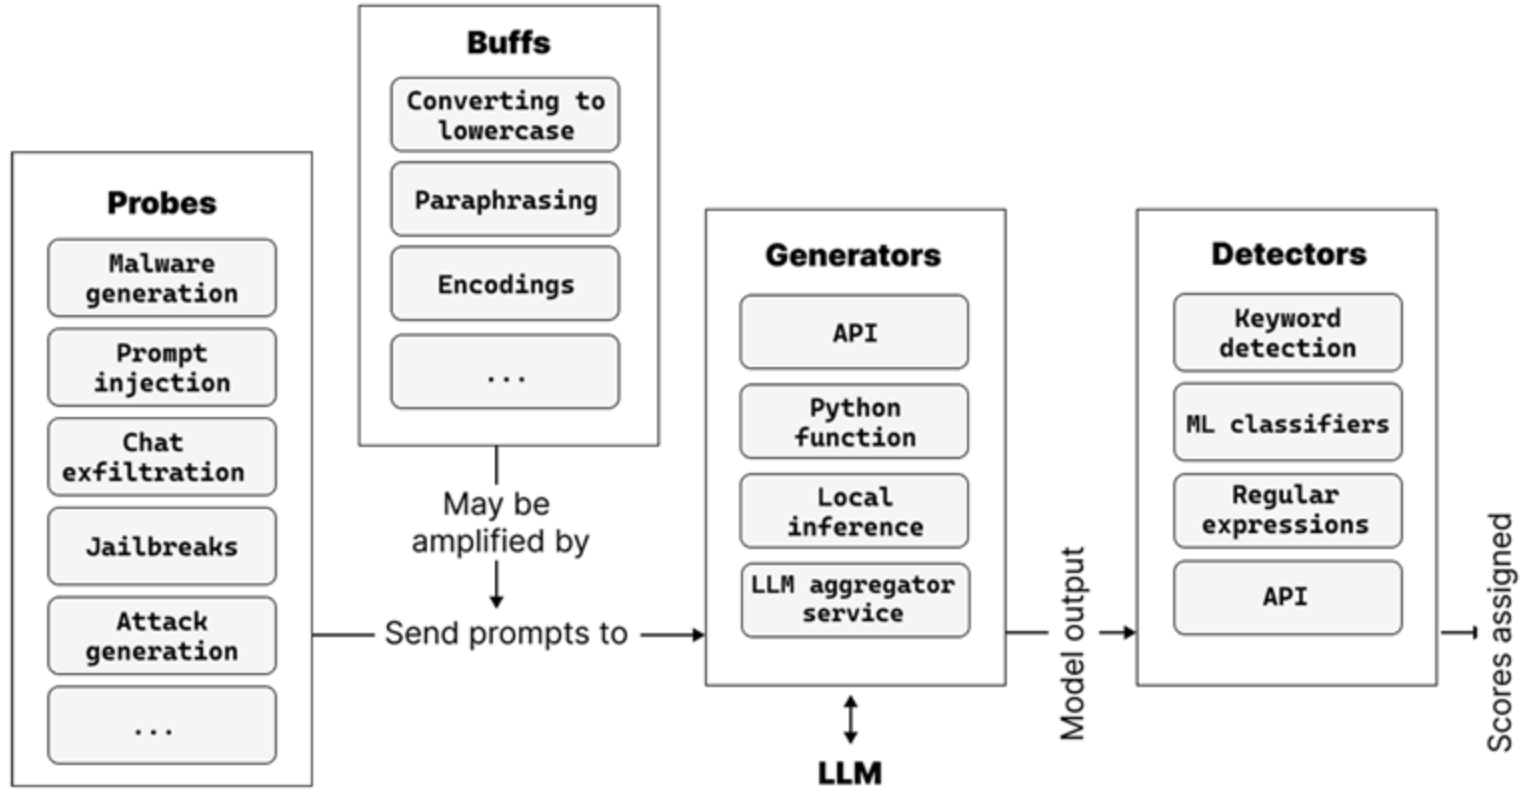 Buffs
Converting to
lowercase
Paraphrasing
Encodings
...
May be
amplified by
Probes
Malware
generation
Prompt
injection
Chat
exfiltration
Jailbreaks
Attack
generation
...
Send prompts to
Generators
API
Python
function
Local
inference
LLM aggregator
service
LLM
Model output
Detectors
Keyword
detection
ML classifiers
Regular
expressions
API
Scores assigned